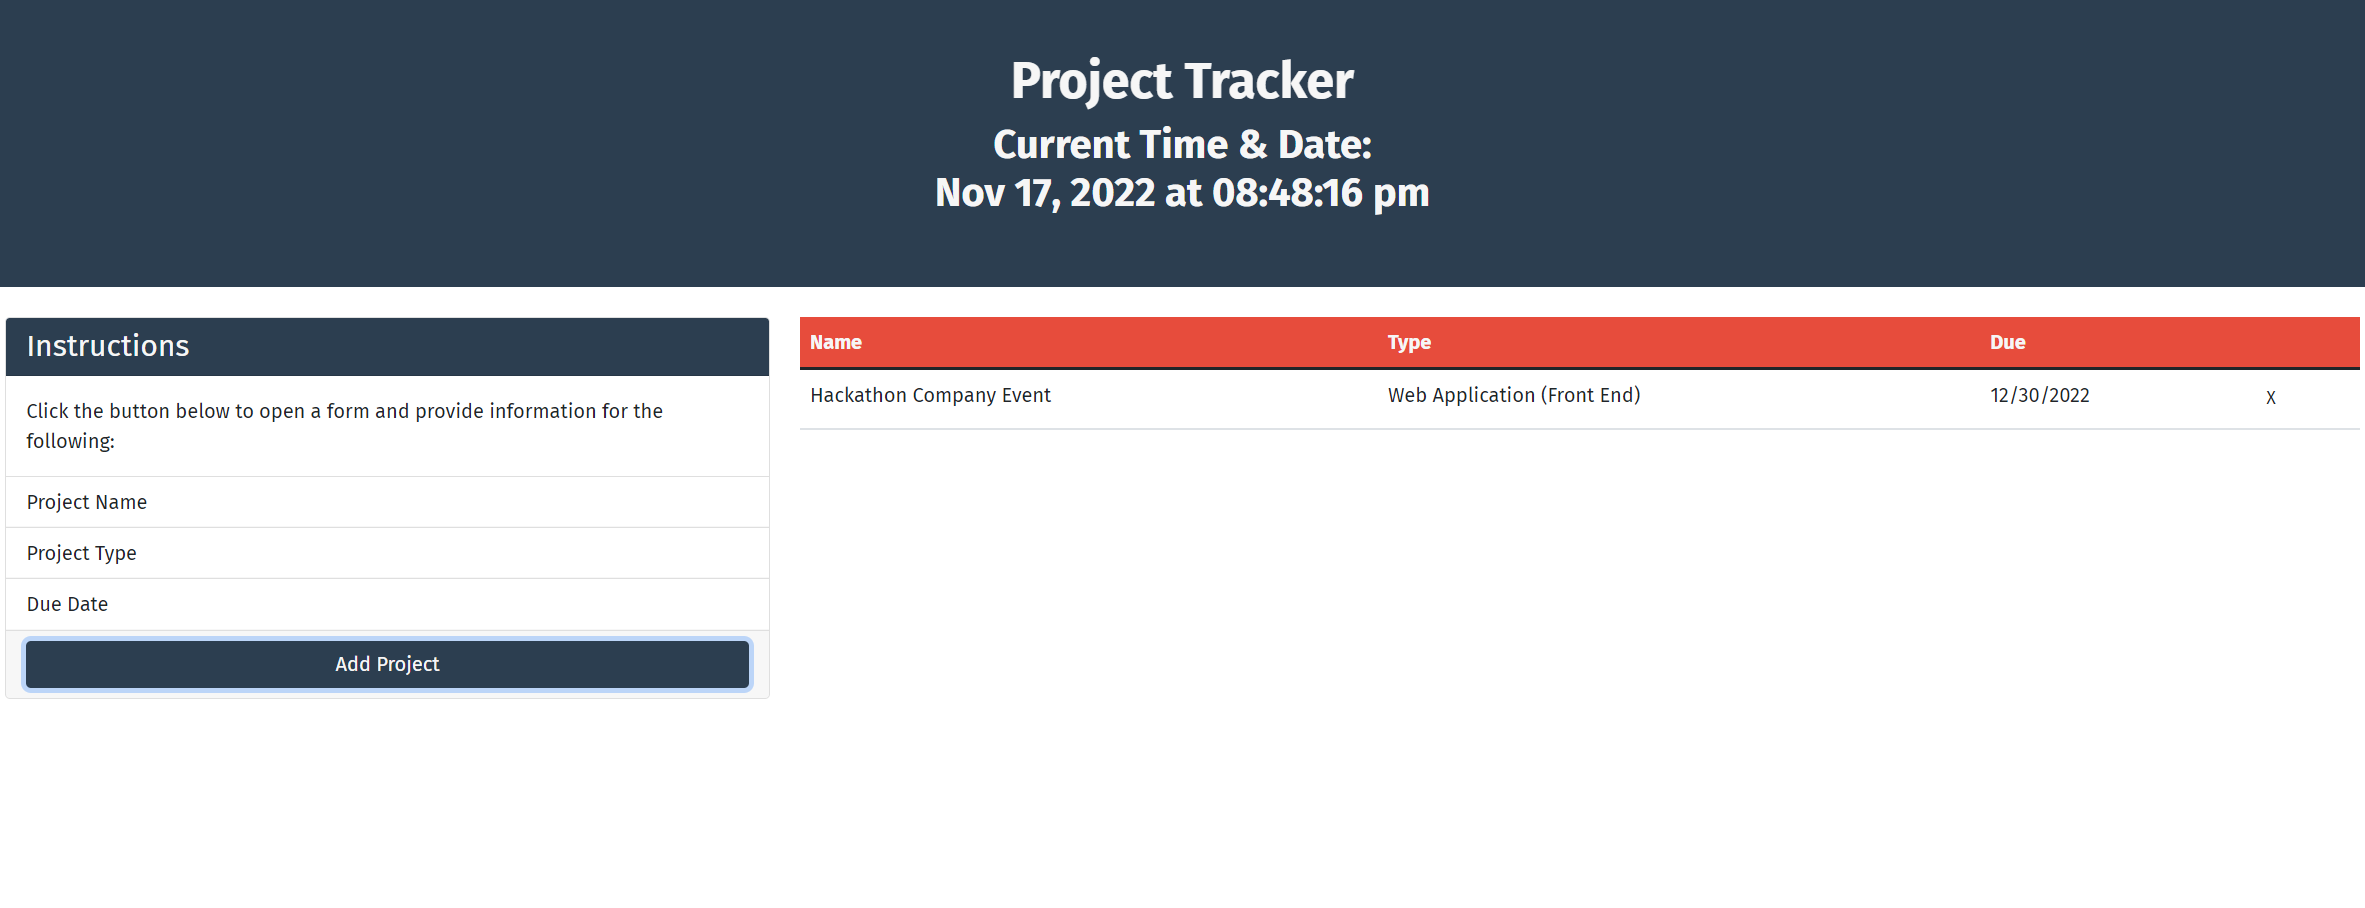 Project Tracker
Current Time & Date:
Nov 17, 2022 at 08:48:16 pm
Instructions
Click the button below to open a form and provide information for the
following:
Project Name
Project Type
Due Date
Add Project
Name Type Due
Hackathon Company Event Web Application (Front End) 12/30/2022 X